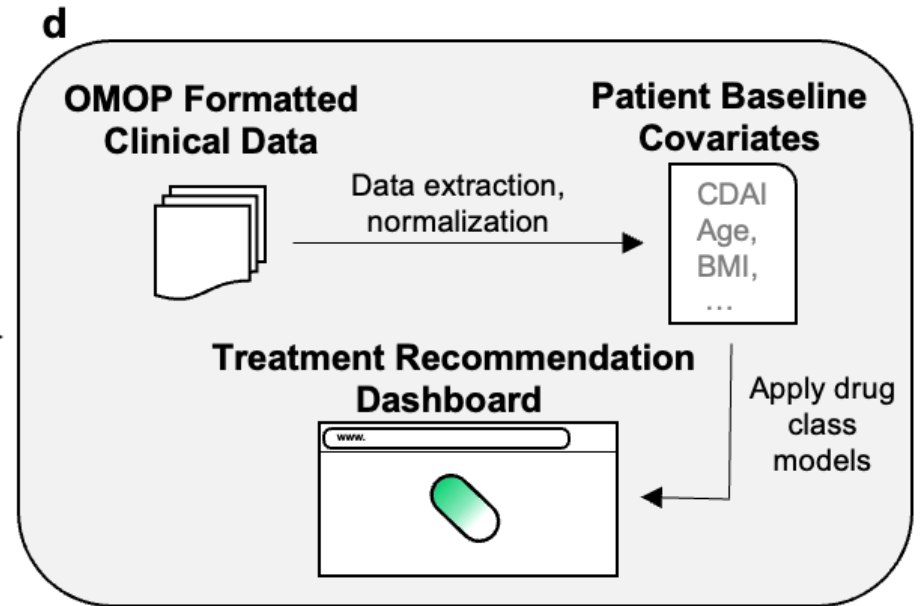 d
OMOP Formatted
Clinical Data
Data extraction,
normalization
Patient Baseline
Covariates
CDAI
Age,
BMI,
...
Apply drug
class
models
Treatment Recommendation
Dashboard
www.